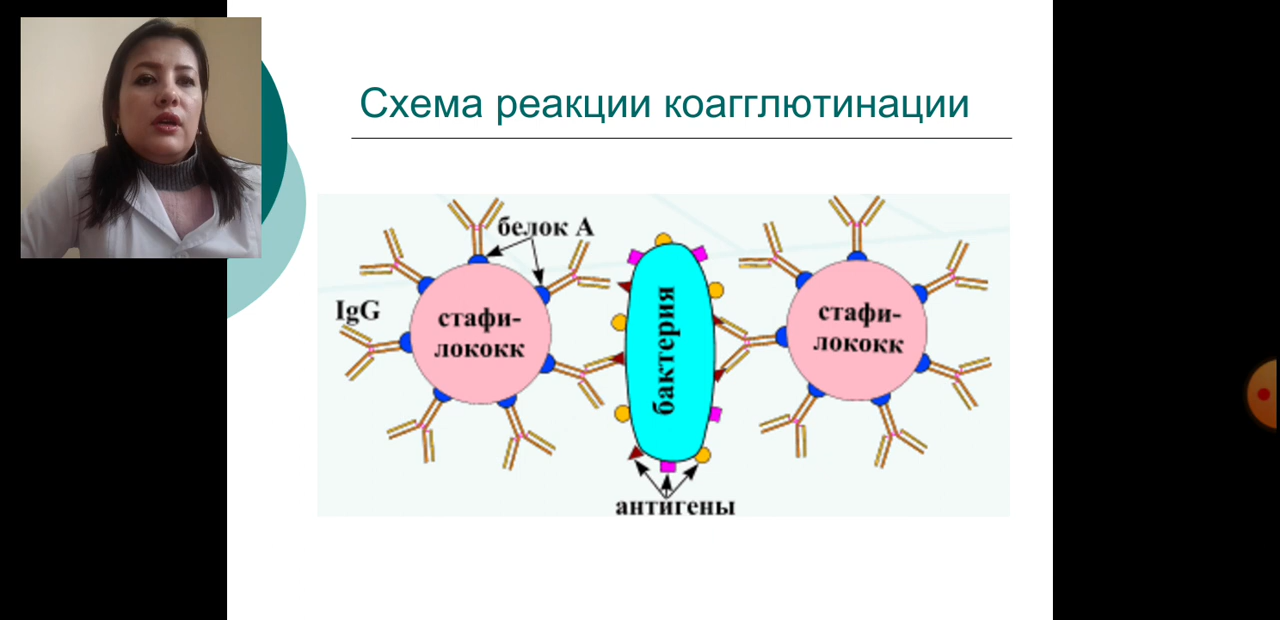 Схема реакции коагглютинации
белок А
IgG
стафи-
лококк
бактерия
стафи-
лококк
антигены